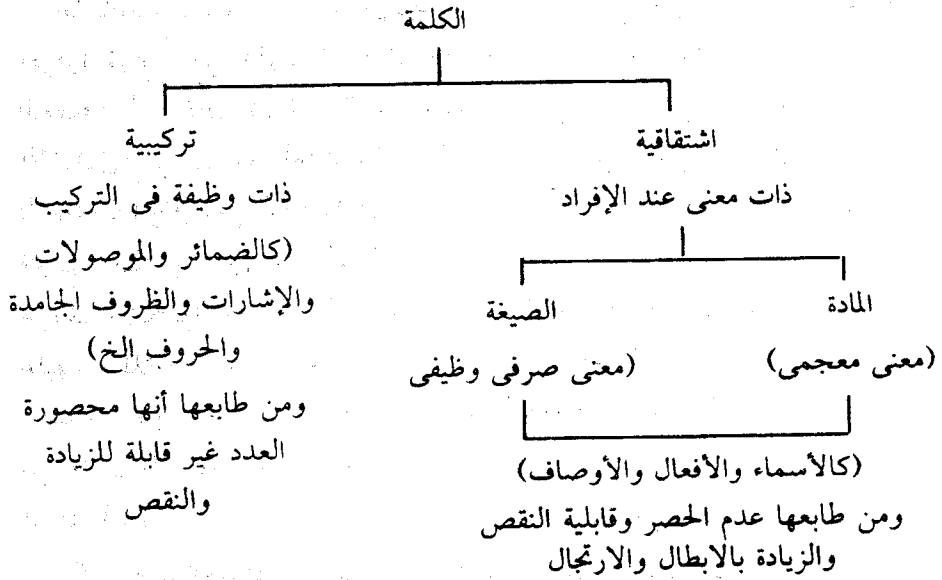 الكلمة
اشتقاقية
ذات معنى عند الإفراد
المادة
(معنى معجمى)
الصيغة
(معنى صرفى وظيفى
(كالأسماء والأفعال والأوصاف)
ومن طابعها عدم الحصر وقابلية النقص
والزيادة بالابطال والارتجال
تركيبية
ذات وظيفة فى التركيب
(كالضمائر والموصولات
والإشارات والظروف الجامدة
والحروف الخ)
ومن طابعها أنها محصورة
العدد غير قابلة للزيادة
والنقص